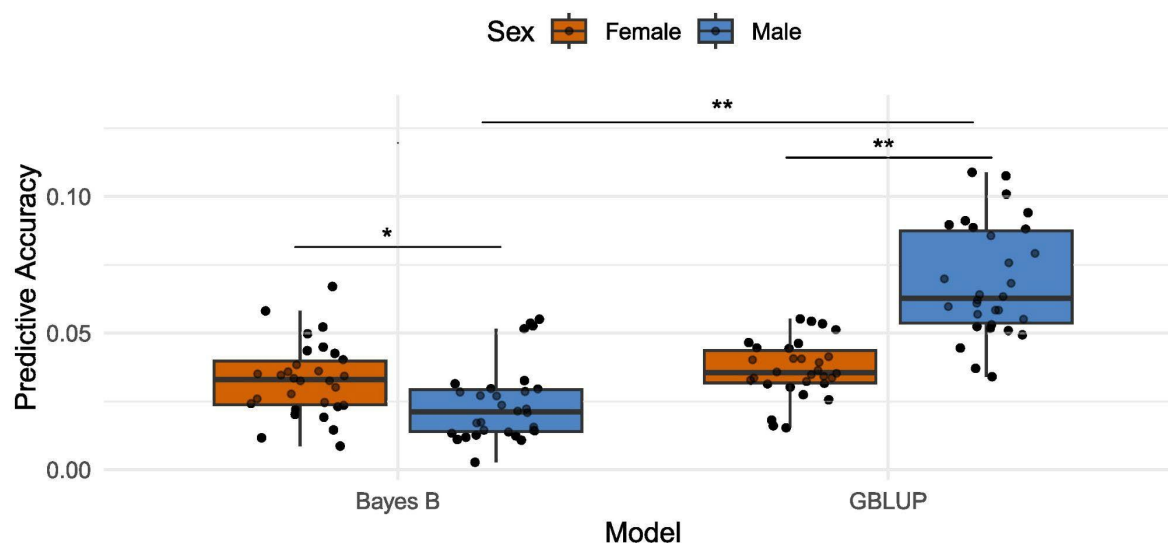 Sex Female Male
**
**
*
Predictive Accuracy
0.10
0.05
0.00
Bayes B GBLUP
Model